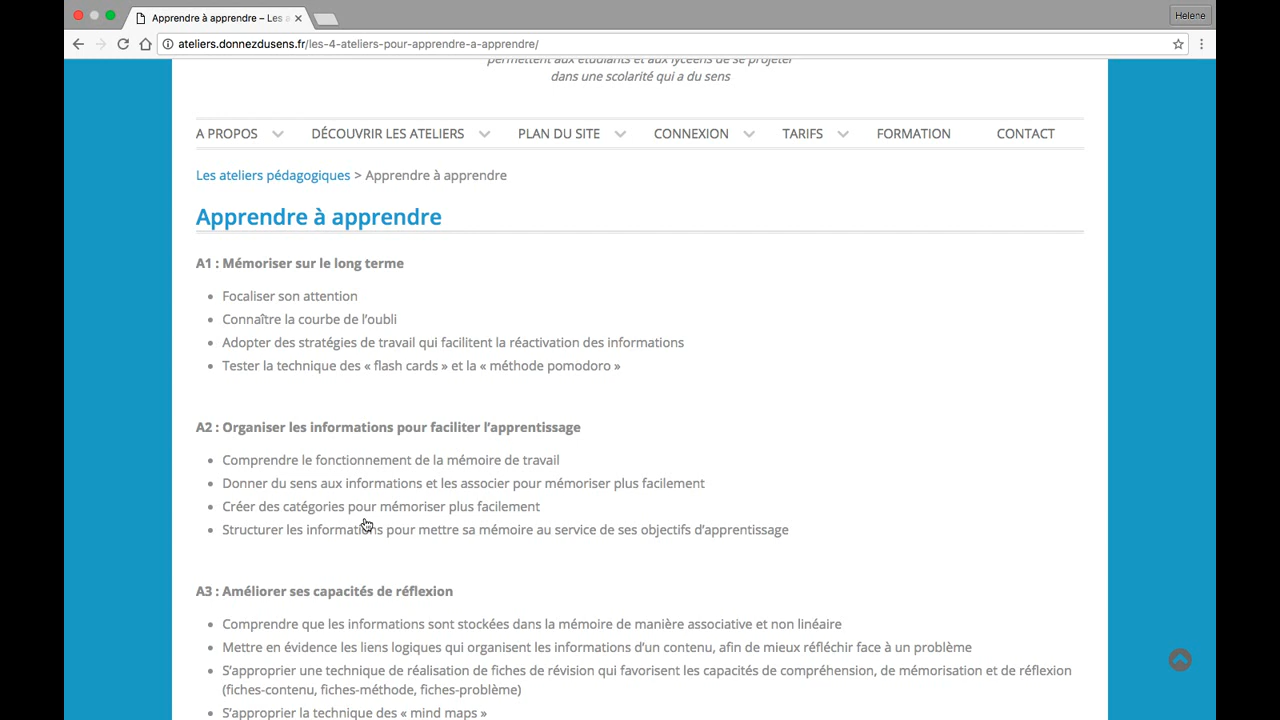 Apprendre à apprendre – Les a
Helene
ateliers.donnezdusens.fr/les-4-ateliers-pour-apprendre-a-apprendre/
permettent aux étudiants et aux lycéens de se projeter
dans une scolarité qui a du sens
A PROPOS DÉCOUVRIR LES ATELIERS PLAN DU SITE CONNEXION TARIFS FORMATION CONTACT
Les ateliers pédagogiques > Apprendre à apprendre
Apprendre à apprendre
A1 : Mémoriser sur le long terme
• Focaliser son attention
• Connaître la courbe de l’oubli
• Adopter des stratégies de travail qui facilitent la réactivation des informations
• Tester la technique des « flash cards » et la « méthode pomodoro »
A2 : Organiser les informations pour faciliter l’apprentissage
• Comprendre le fonctionnement de la mémoire de travail
• Donner du sens aux informations et les associer pour mémoriser plus facilement
• Créer des catégories pour mémoriser plus facilement
• Structurer les informations pour mettre sa mémoire au service de ses objectifs d’apprentissage
A3 : Améliorer ses capacités de réflexion
• Comprendre que les informations sont stockées dans la mémoire de manière associative et non linéaire
• Mettre en évidence les liens logiques qui organisent les informations d’un contenu, afin de mieux réfléchir face à un problème
• S’approprier une technique de réalisation de fiches de révision qui favorisent les capacités de compréhension, de mémorisation et de réflexion
(fiches-contenu, fiches-méthode, fiches-problème)
• S’approprier la technique des « mind maps »